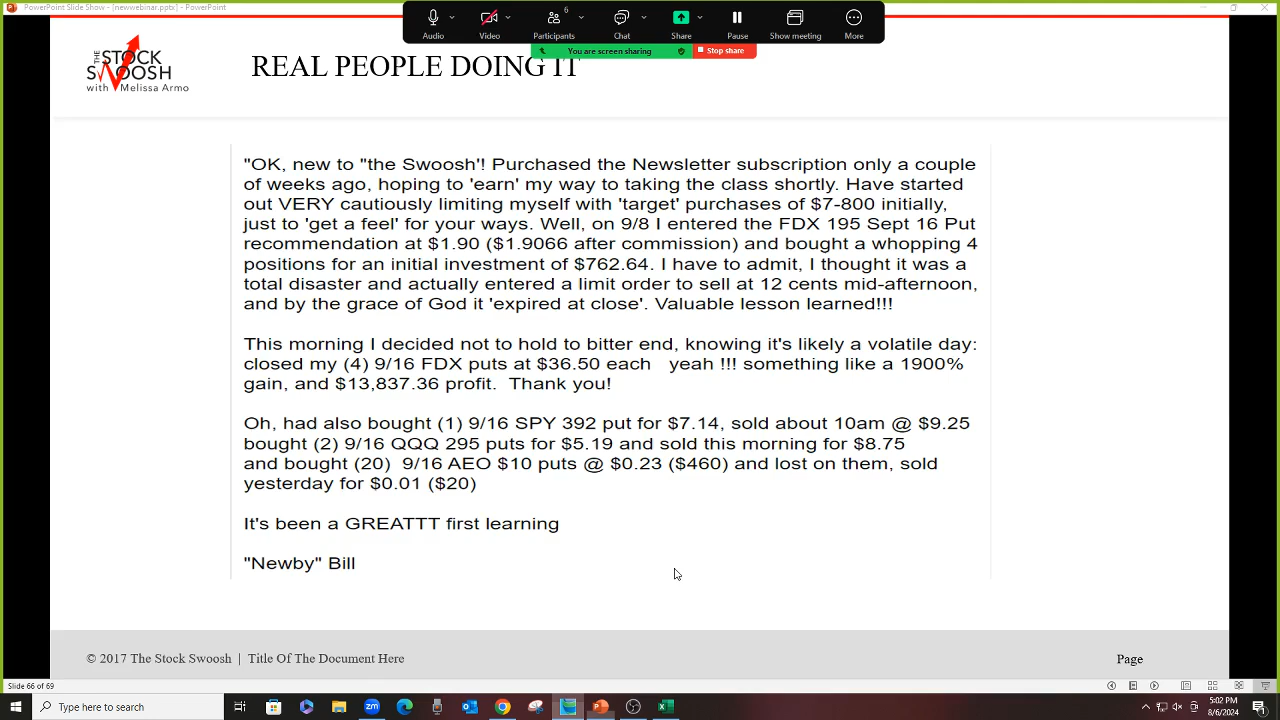 PowerPoint Slide Show - [newwebinar.pptx] - PowerPoint
6
Audio
Video
Participants
Chat
Share
Pause
Show meeting
More
You are screen sharing
Stop share
THE
STOCK
SWOOSH
with Melissa Armo
REAL PEOPLE DOING IT
"OK, new to "the Swoosh'! Purchased the Newsletter subscription only a couple
of weeks ago, hoping to 'earn' my way to taking the class shortly. Have started
out VERY cautiously limiting myself with 'target' purchases of $7-800 initially,
just to 'get a feel' for your ways. Well, on 9/8 I entered the FDX 195 Sept 16 Put
recommendation at $1.90 ($1.9066 after commission) and bought a whopping 4
positions for an initial investment of $762.64. I have to admit, I thought it was a
total disaster and actually entered a limit order to sell at 12 cents mid-afternoon,
and by the grace of God it 'expired at close'. Valuable lesson learned!!!
This morning I decided not to hold to bitter end, knowing it's likely a volatile day:
closed my (4) 9/16 FDX puts at $36.50 each yeah !!! something like a 1900%
gain, and $13,837.36 profit. Thank you!
Oh, had also bought (1) 9/16 SPY 392 put for $7.14, sold about 10am @ $9.25
bought (2) 9/16 QQQ 295 puts for $5.19 and sold this morning for $8.75
and bought (20) 9/16 AEO $10 puts @ $0.23 ($460) and lost on them, sold
yesterday for $0.01 ($20)
It's been a GREATTT first learning
"Newby" Bill
© 2017 The Stock Swoosh | Title Of The Document Here
Page
Slide 66 of 69
Type here to search
5:02 PM
8/6/2024